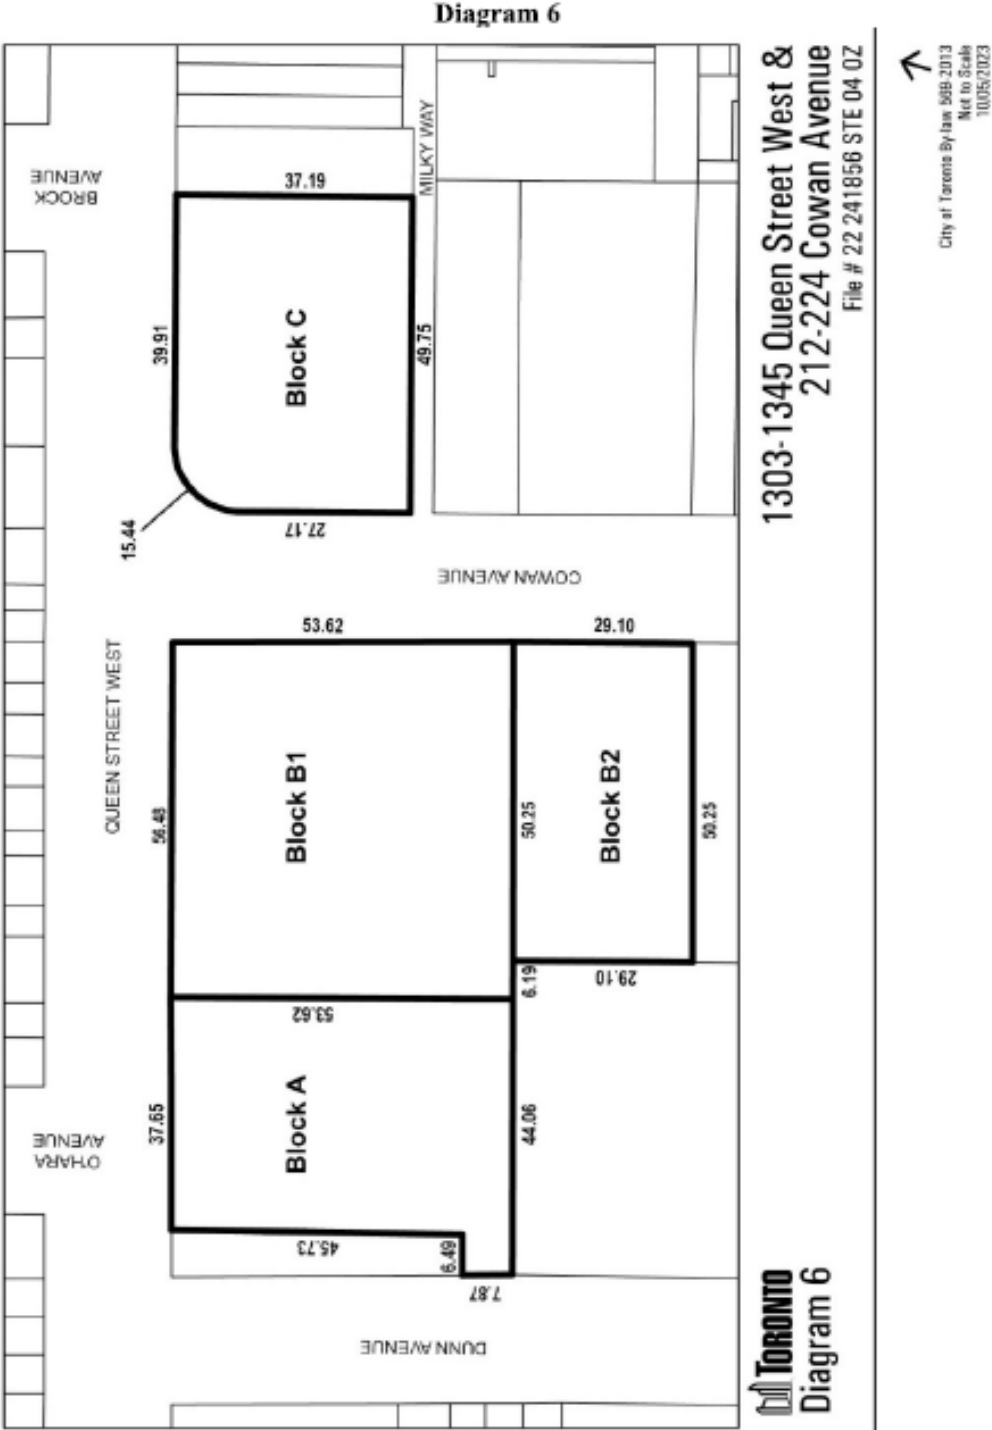 Diagram 6
BROCK
AVENUE
MILKY WAY
37.19
39.91
Block C
49.75
15.44
27.17
COWAN AVENUE
QUEEN STREET WEST
53.62
29.10
56.48
Block B1
50.25
Block B2
50.25
6.19
29.10
53.62
O'HARA
AVENUE
37.65
Block A
44.06
45.73
6.49
7.87
DUNN AVENUE
TORONTO
Diagram 6
1303-1345 Queen Street West &
212-224 Cowan Avenue
File # 22 241856 STE 04 OZ
City of Toronto By-law 569-2013
Not to Scale
10/05/2023